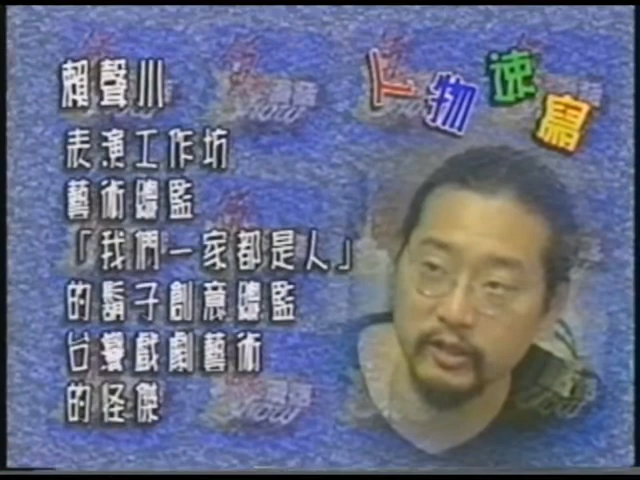 人物速寫
賴聲川
表演工作坊
藝術總監
「我們一家都是人」
的鬍子創意總監
台灣戲劇藝術
的怪傑